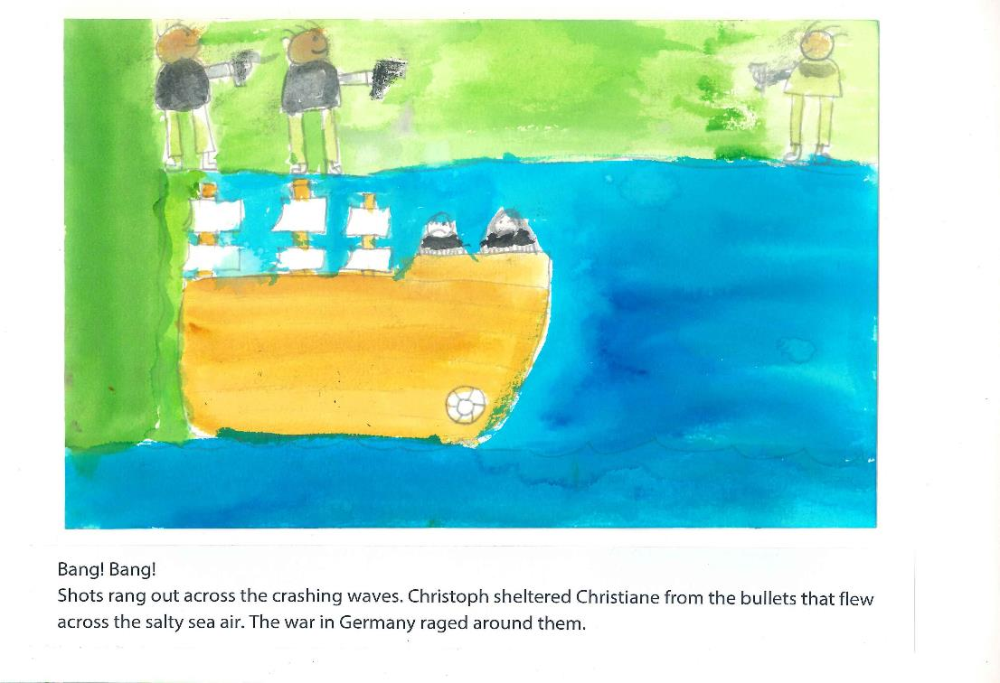 Bang! Bang!
Shots rang out across the crashing waves. Christoph sheltered Christiane from the bullets that flew
across the salty sea air. The war in Germany raged around them.